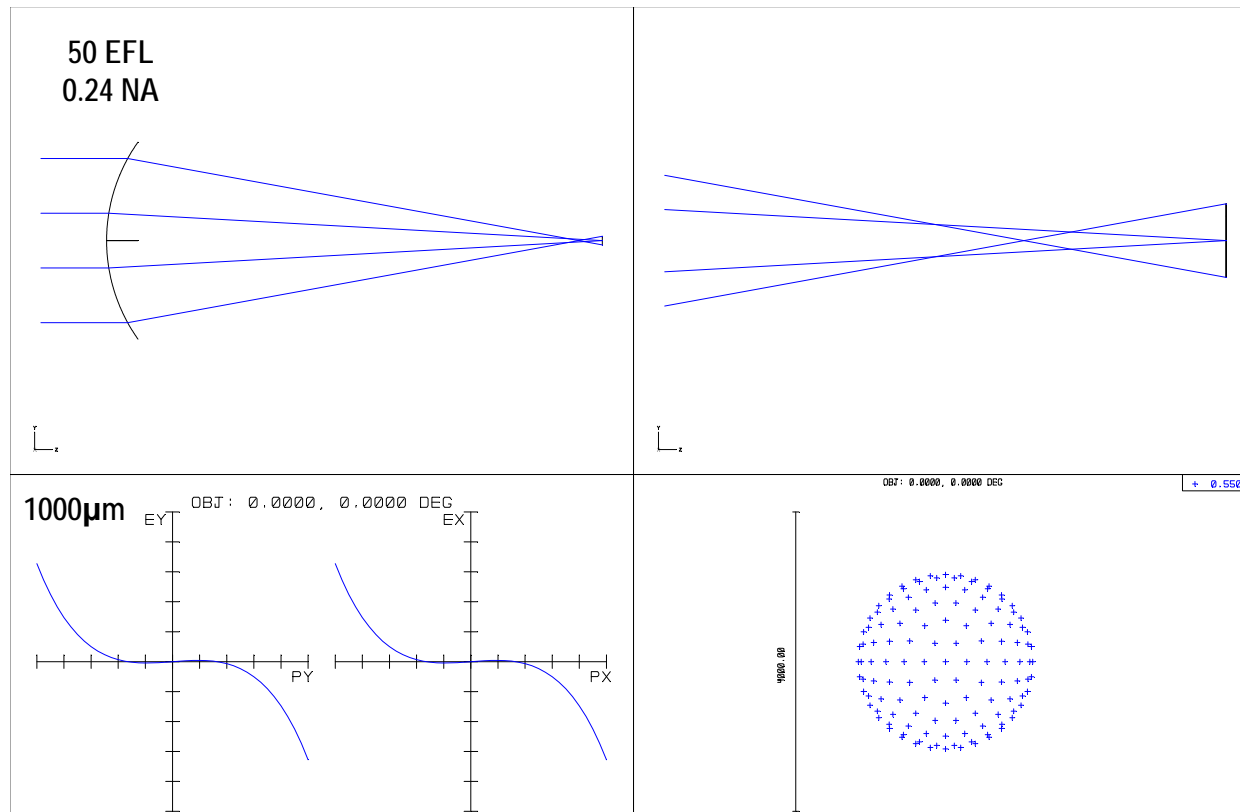 50 EFL
0.24 NA
Y
Z
Y
Z
1000µm
OBJ: 0.0000, 0.0000 DEG
EY
EX
PY
PX
OBJ: 0.0000, 0.0000 DEG
+ 0.550
4000.00